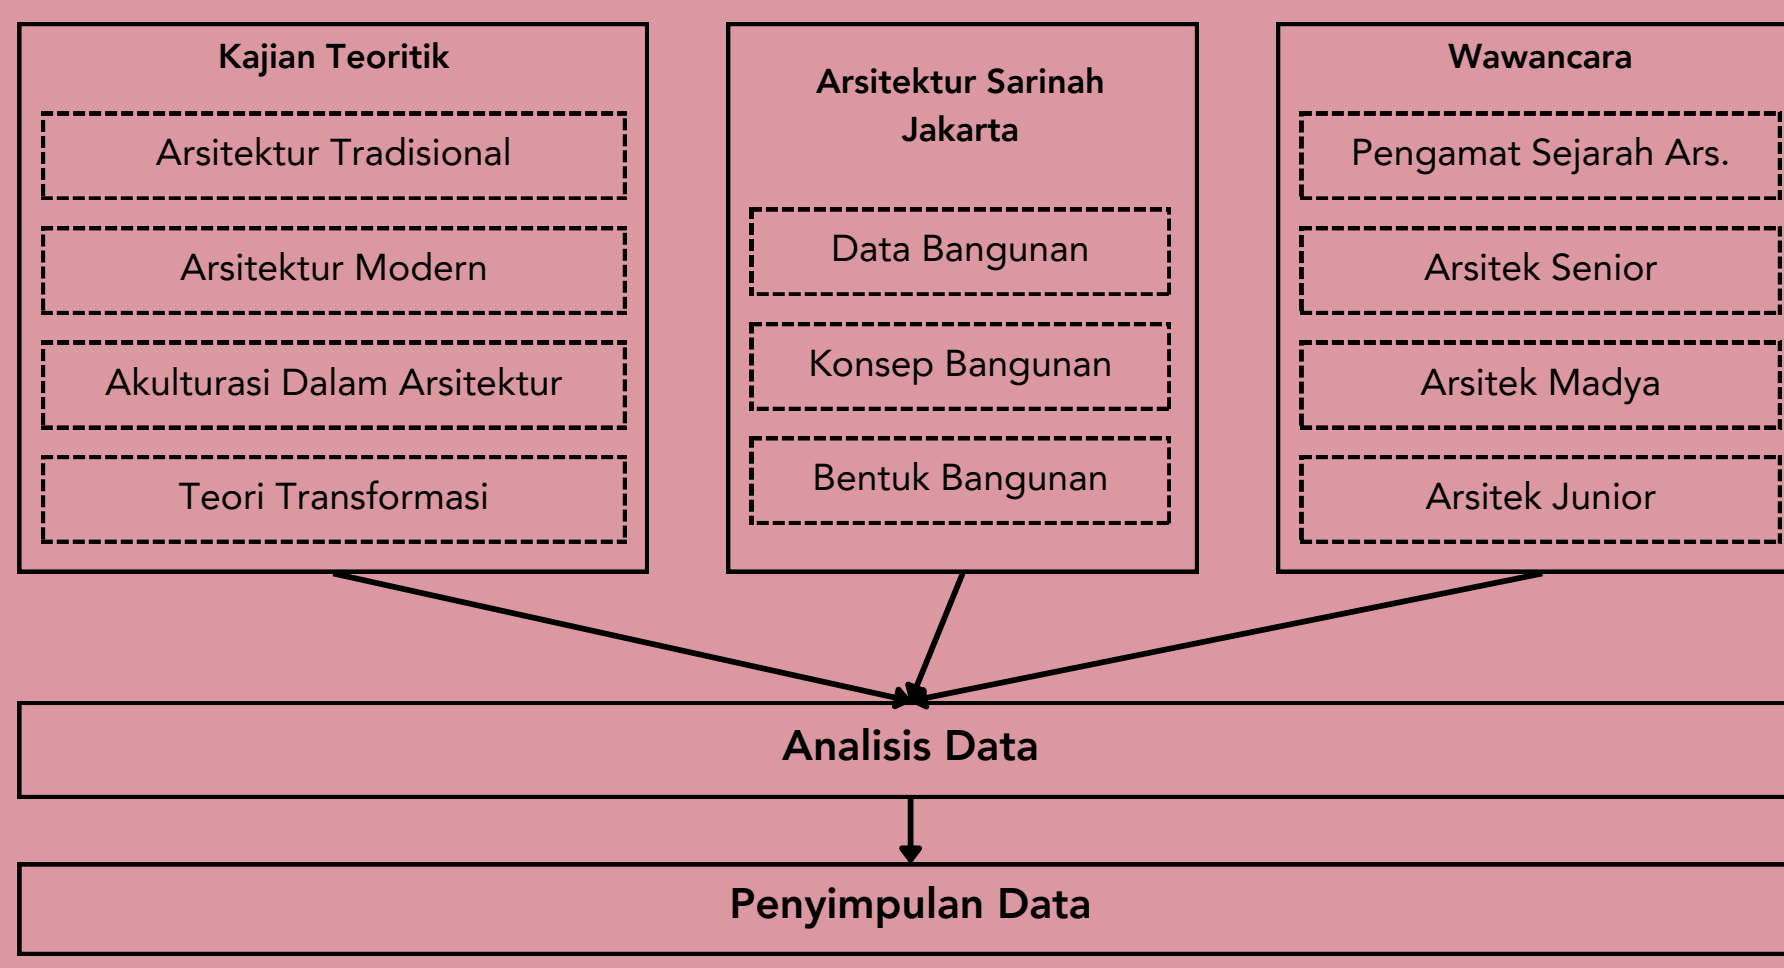 Kajian Teoritik
Arsitektur Tradisional
Arsitektur Modern
Akulturasi Dalam Arsitektur
Teori Transformasi
Arsitektur Sarinah
Jakarta
Data Bangunan
Konsep Bangunan
Bentuk Bangunan
Wawancara
Pengamat Sejarah Ars.
Arsitek Senior
Arsitek Madya
Arsitek Junior
Analisis Data
Penyimpulan Data